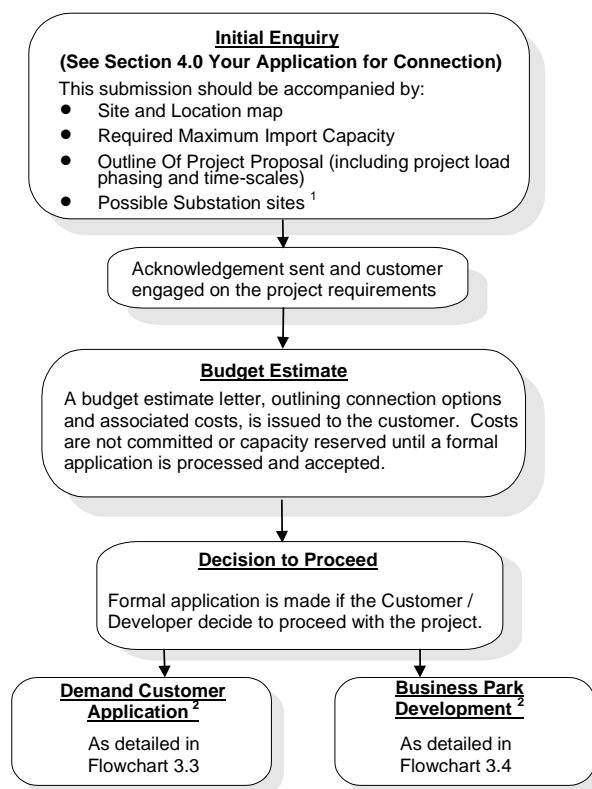 Initial Enquiry
(See Section 4.0 Your Application for Connection)
This submission should be accompanied by:
● Site and Location map
● Required Maximum Import Capacity
● Outline Of Project Proposal (including project load
phasing and time-scales)
● Possible Substation sites 1
Acknowledgement sent and customer
engaged on the project requirements
Budget Estimate
A budget estimate letter, outlining connection options
and associated costs, is issued to the customer. Costs
are not committed or capacity reserved until a formal
application is processed and accepted.
Decision to Proceed
Formal application is made if the Customer /
Developer decide to proceed with the project.
Demand Customer
Application 2
As detailed in
Flowchart 3.3
Business Park
Development 2
As detailed in
Flowchart 3.4